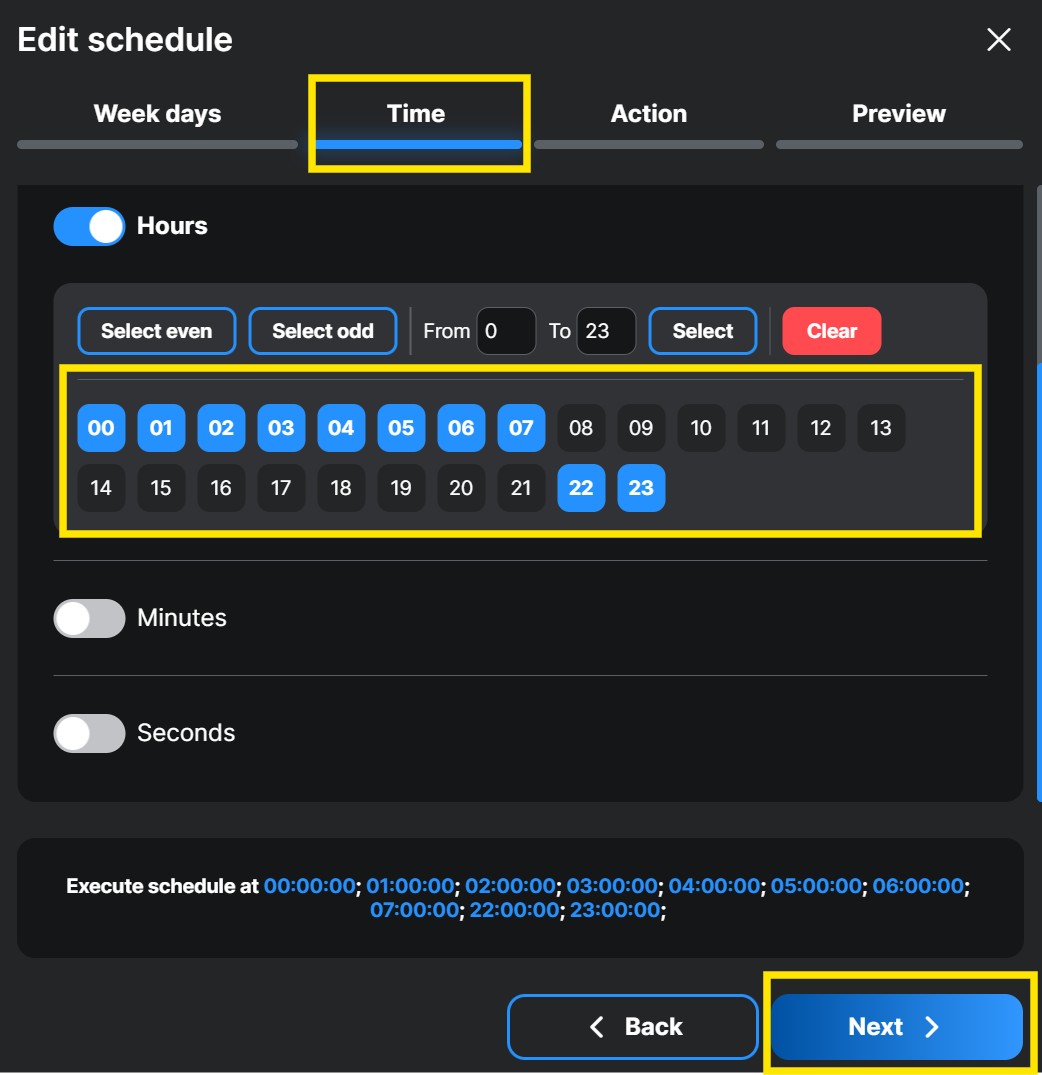 Edit schedule
Week days Time Action Preview
Hours
Select even Select odd From 0 To 23 Select Clear
00 01 02 03 04 05 06 07 08 09 10 11 12 13
14 15 16 17 18 19 20 21 22 23
Minutes
Seconds
Execute schedule at 00:00:00; 01:00:00; 02:00:00; 03:00:00; 04:00:00; 05:00:00; 06:00:00;
07:00:00; 22:00:00; 23:00:00;
Back Next